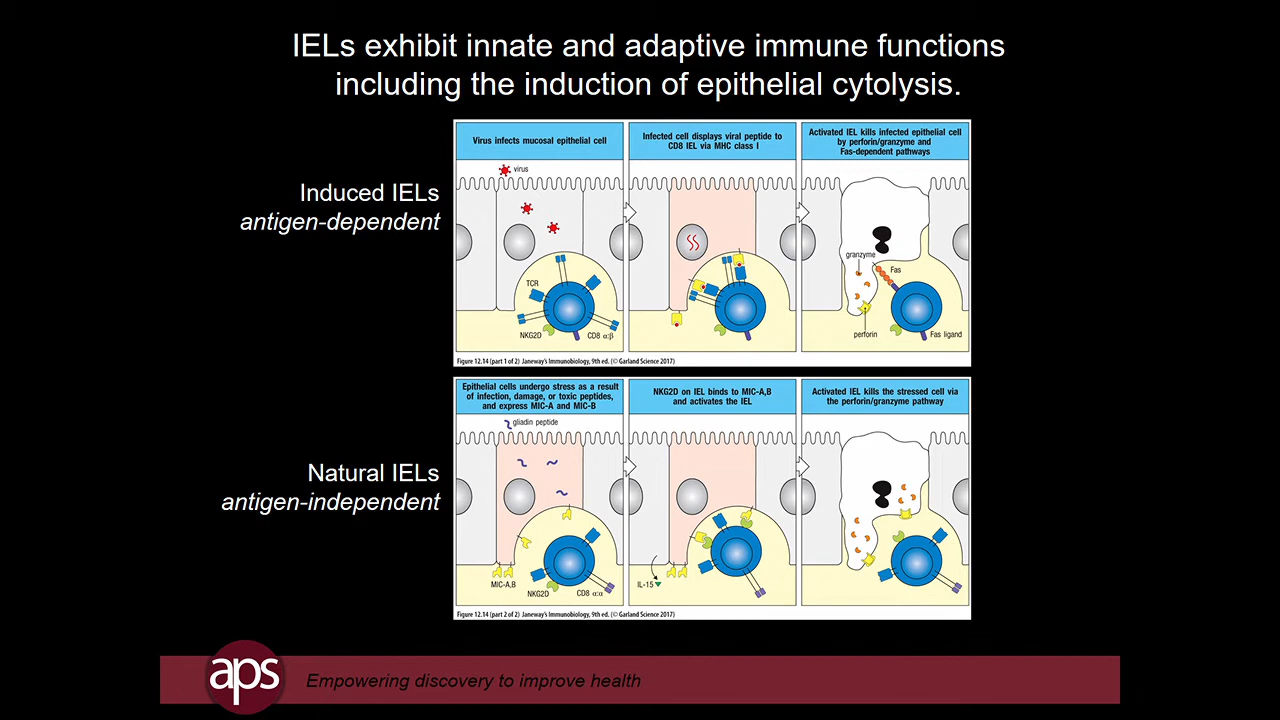 IELs exhibit innate and adaptive immune functions
including the induction of epithelial cytolysis.
Induced IELs
antigen-dependent
Virus infects mucosal epithelial cell
virus
TCR
NKG2D
CD8 α:β
Infected cell displays viral peptide to
CD8 IEL via MHC class I
Activated IEL kills infected epithelial cell
by perforin/granzyme and
Fas-dependent pathways
granzyme
Fas
perforin
Fas ligand
Figure 12.14 (part 1 of 2) Janeway's Immunobiology, 9th ed. (© Garland Science 2017)
Natural IELs
antigen-independent
Epithelial cells undergo stress as a result
of infection, damage, or toxic peptides,
and express MIC-A and MIC-B
gliadin peptide
MIC-A,B
NKG2D
CD8 α:α
NKG2D on IEL binds to MIC-A,B
and activates the IEL
IL-15
Activated IEL kills the stressed cell via
the perforin/granzyme pathway
Figure 12.14 (part 2 of 2) Janeway's Immunobiology, 9th ed. (© Garland Science 2017)
aps
Empowering discovery to improve health